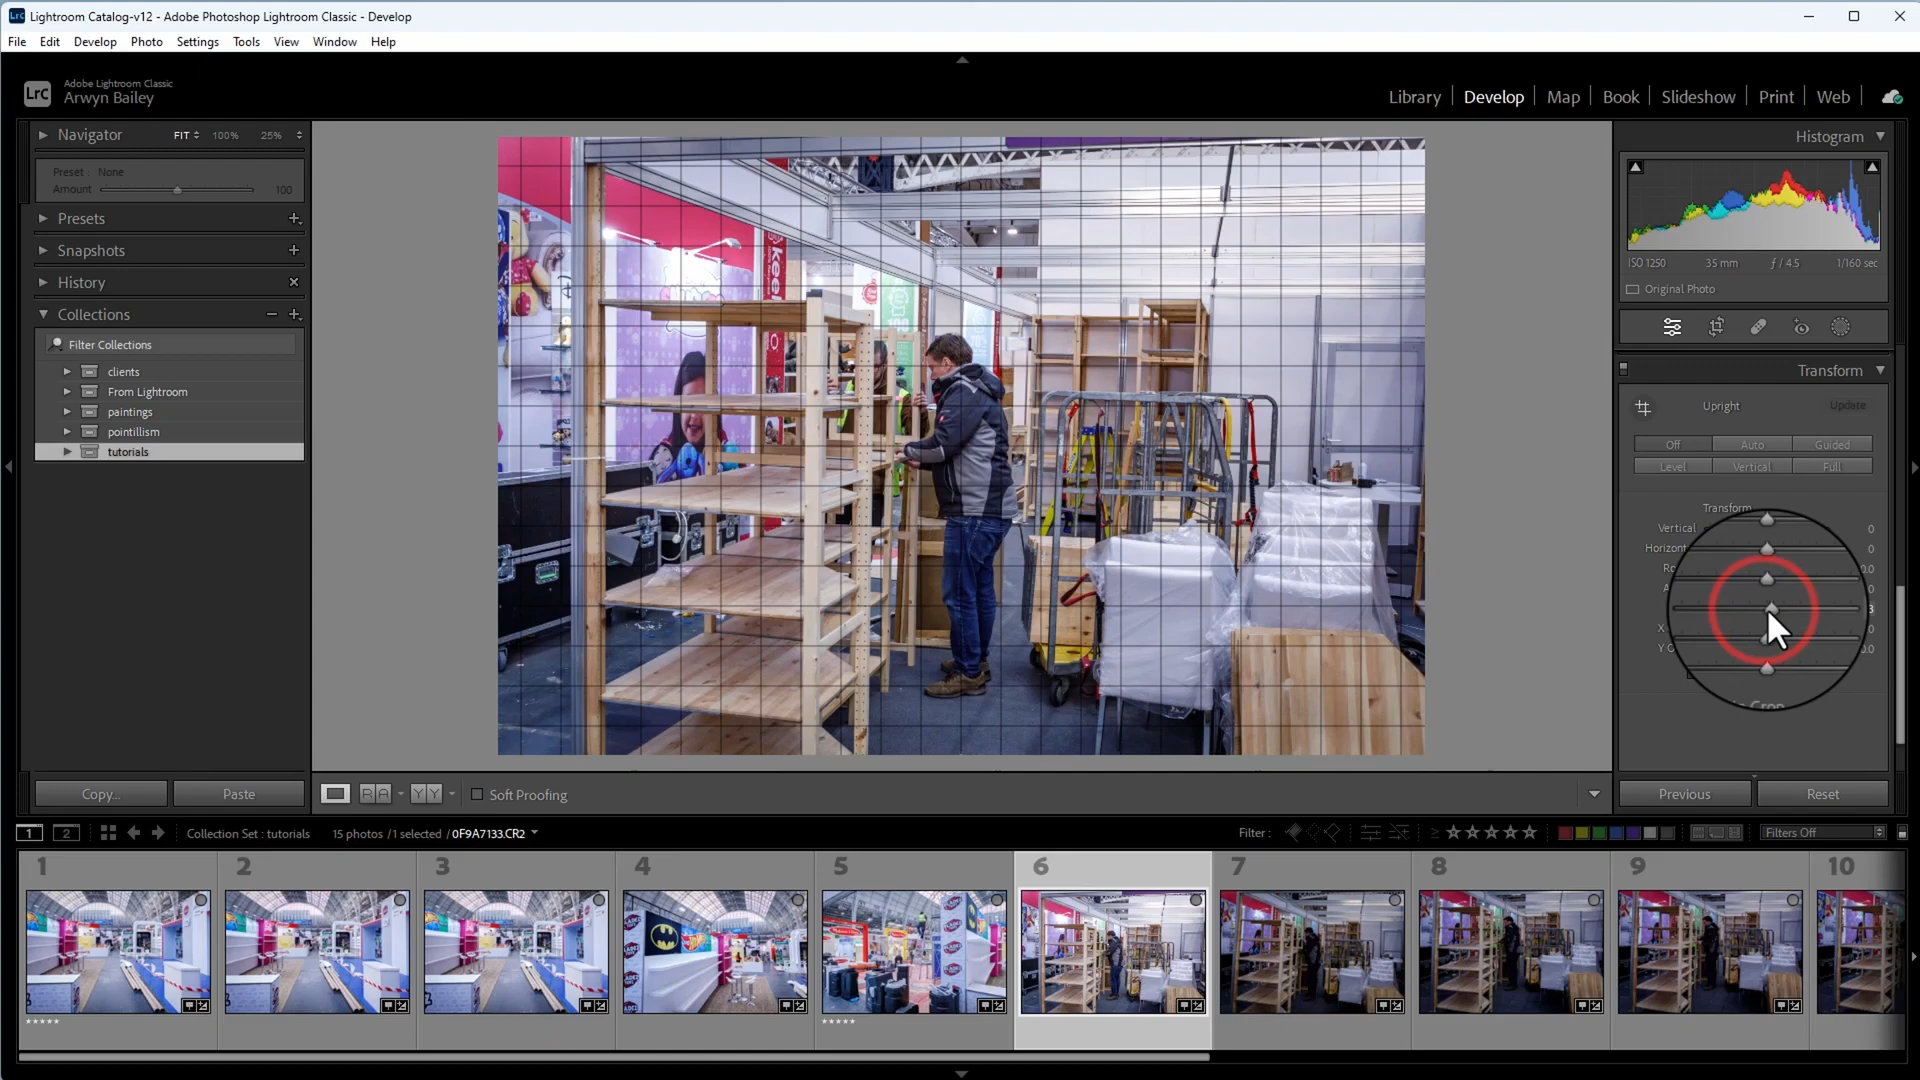 Lightroom Catalog-v12 - Adobe Photoshop Lightroom Classic - Develop
File Edit Develop Photo Settings Tools View Window Help
LrC
Adobe Lightroom Classic
Arwyn Bailey
Library Develop Map Book Slideshow Print Web
Navigator FIT 100% 25%
Preset : None
Amount 100
Presets
Snapshots
History
Collections
Filter Collections
clients
From Lightroom
paintings
pointillism
tutorials
Copy... Paste
Histogram
ISO 1250 35 mm ƒ / 4.5 1/160 sec
Original Photo
Transform
Upright Update
Off Auto Guided
Level Vertical Full
Transform
Vertical 0
Horizont 0
X
Y
Crop
Previous Reset
R A Y Y Soft Proofing
1 2 Collection Set : tutorials 15 photos / 1 selected / 0F9A7133.CR2 Filter : Filters Off
1 2 3 4 5 6 7 8 9 10